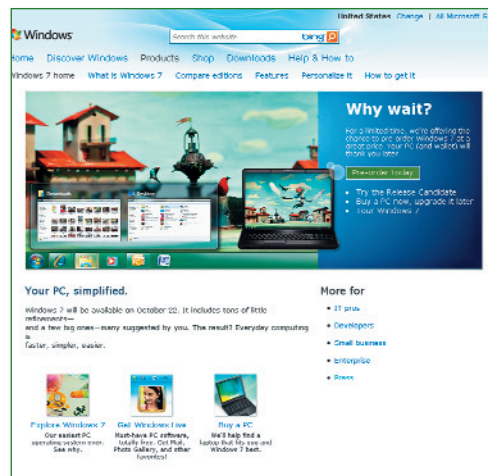 United States Change | All Microsoft S
Windows
Search this website
bing
Home Discover Windows Products Shop Downloads Help & How to
Windows 7 home What is Windows 7 Compare editions Features Personalize it How to get it
Why wait?
For a limited time, we're offering the
chance to pre-order Windows 7 at a
great price. Your PC (and wallet) will
thank you later.
Pre-order today
• Try the Release Candidate
• Buy a PC now, upgrade it later
• Tour Windows 7
Downloads
Desktop
Your PC, simplified.
Windows 7 will be available on October 22. It includes tons of little
refinements—
and a few big ones—many suggested by you. The result? Everyday computing
is
faster, simpler, easier.
More for
• IT pros
• Developers
• Small business
• Enterprise
• Press
Explore Windows 7
Our easiest PC
operating system ever.
See why.
Get Windows Live
Must-have PC software,
totally free. Get Mail,
Photo Gallery, and other
favorites!
Buy a PC
We'll help find a
laptop that fits you and
Windows 7 best.